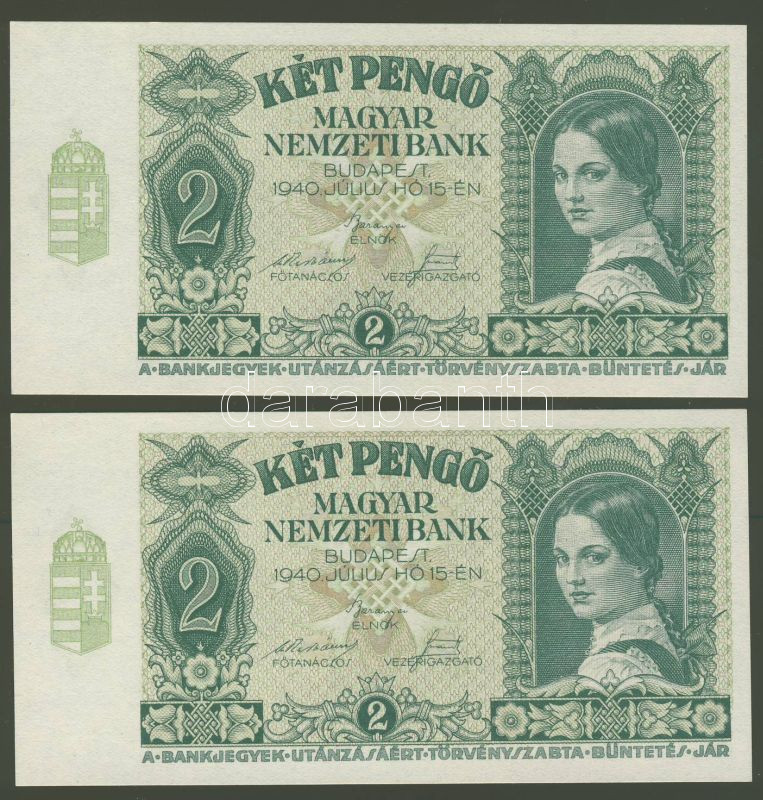 KÉT PENGŐ
MAGYAR
NEMZETI BANK
BUDAPEST.
1940. JÚLIUS HÓ 15-ÉN
2
ELNÖK
FŐTANÁCSOS VEZÉRIGAZGATÓ
2
A·BANKJEGYEK·UTÁNZÁSÁÉRT·TÖRVÉNYSZABTA·BÜNTETÉS·JÁR
darabanth
KÉT PENGŐ
MAGYAR
NEMZETI BANK
BUDAPEST.
1940. JÚLIUS HÓ 15-ÉN
2
ELNÖK
FŐTANÁCSOS VEZÉRIGAZGATÓ
2
A·BANKJEGYEK·UTÁNZÁSÁÉRT·TÖRVÉNYSZABTA·BÜNTETÉS·JÁR